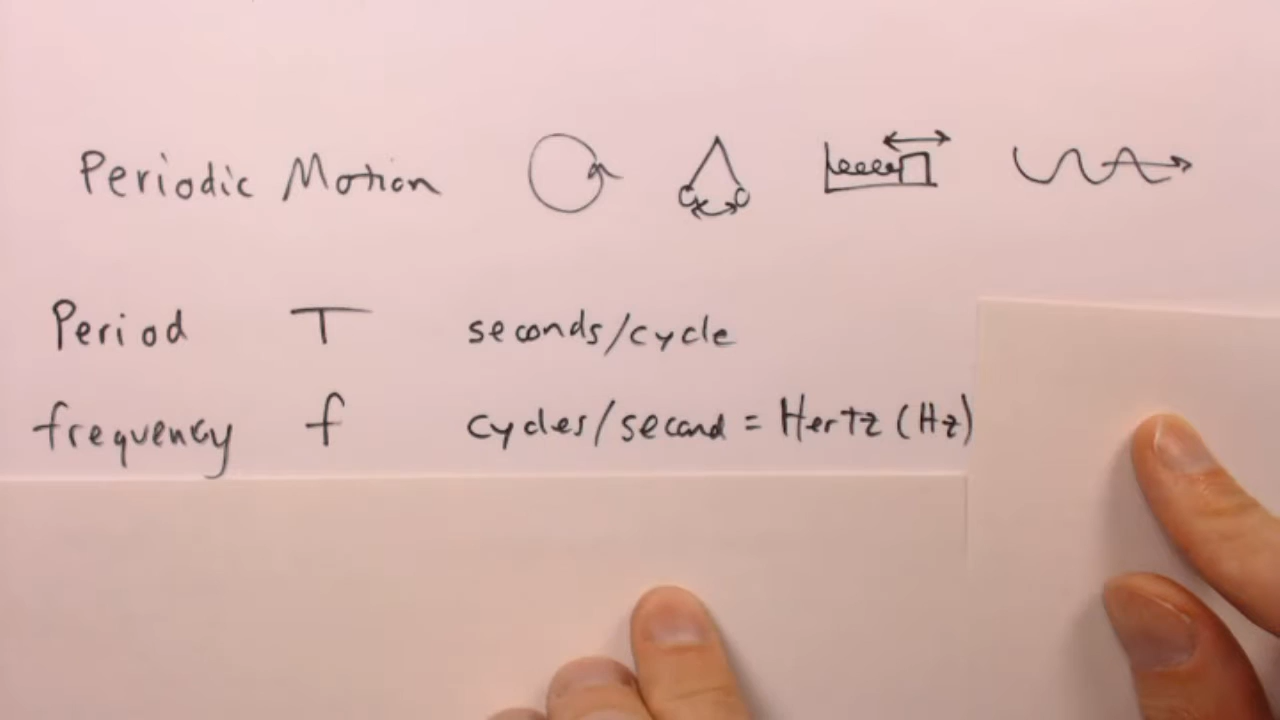 Periodic Motion
Period T seconds/cycle
frequency f cycles/second = Hertz (Hz)